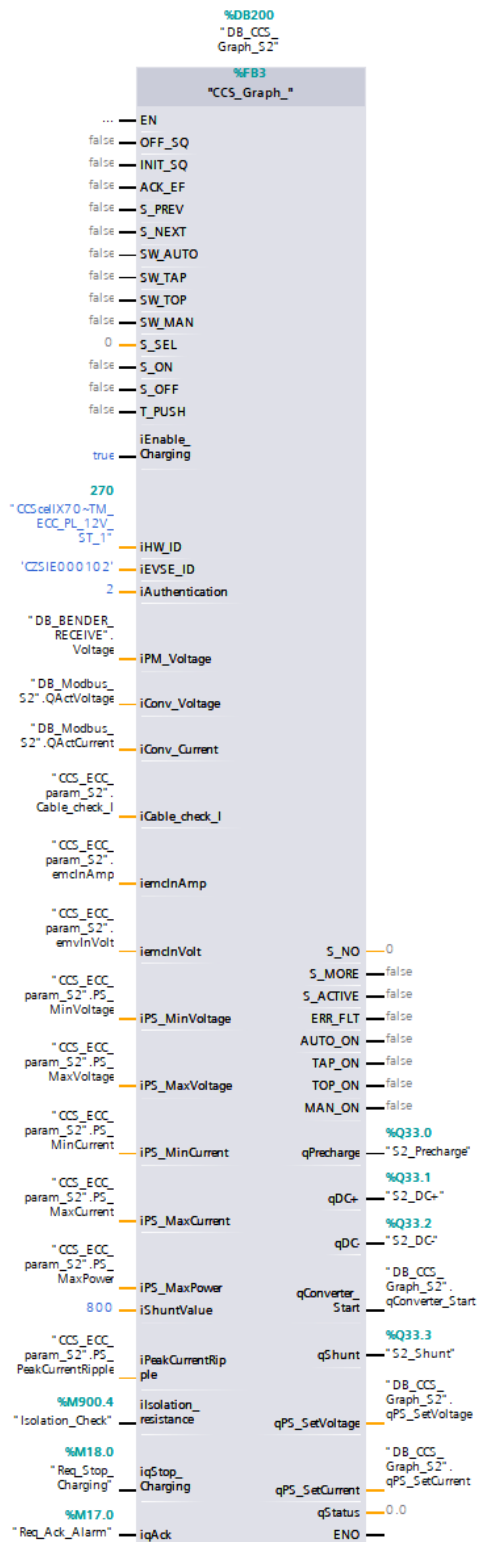 %DB200
"DB_CCS_
Graph_S2"
%FB3
"CCS_Graph_"
... EN
false OFF_SQ
false INIT_SQ
false ACK_EF
false S_PREV
false S_NEXT
false SW_AUTO
false SW_TAP
false SW_TOP
false SW_MAN
0 S_SEL
false S_ON
false S_OFF
false T_PUSH
iEnable_
true Charging
270
"CCScellX70~TM_
ECC_PL_12V_
ST_1" iHW_ID
'CZSIE000102' iEVSE_ID
2 iAuthentication
"DB_BENDER_
RECEIVE".
Voltage iPM_Voltage
"DB_Modbus_
S2".QActVoltage iConv_Voltage
"DB_Modbus_
S2".QActCurrent iConv_Current
"CCS_ECC_
param_S2".
Cable_check_I iCable_check_I
"CCS_ECC_
param_S2".
emcInAmp iemcInAmp
"CCS_ECC_
param_S2".
emvInVolt iemcInVolt
"CCS_ECC_
param_S2".PS_
MinVoltage iPS_MinVoltage
"CCS_ECC_
param_S2".PS_
MaxVoltage iPS_MaxVoltage
"CCS_ECC_
param_S2".PS_
MinCurrent iPS_MinCurrent
"CCS_ECC_
param_S2".PS_
MaxCurrent iPS_MaxCurrent
"CCS_ECC_
param_S2".PS_
MaxPower iPS_MaxPower
800 iShuntValue
"CCS_ECC_
param_S2".PS_
PeakCurrentRipple iPeakCurrentRip
ple
%M900.4
"Isolation_Check" iIsolation_
resistance
%M18.0
"Req_Stop_
Charging" iqStop_
Charging
%M17.0
"Req_Ack_Alarm" iqAck
S_NO 0
S_MORE false
S_ACTIVE false
ERR_FLT false
AUTO_ON false
TAP_ON false
TOP_ON false
MAN_ON false
%Q33.0
qPrecharge "S2_Precharge"
%Q33.1
qDC+ "S2_DC+"
%Q33.2
qDC- "S2_DC-"
"DB_CCS_
Graph_S2".
qConverter_
Start qConverter_Start
%Q33.3
qShunt "S2_Shunt"
"DB_CCS_
Graph_S2".
qPS_SetVoltage qPS_SetVoltage
"DB_CCS_
Graph_S2".
qPS_SetCurrent qPS_SetCurrent
qStatus 0.0
ENO